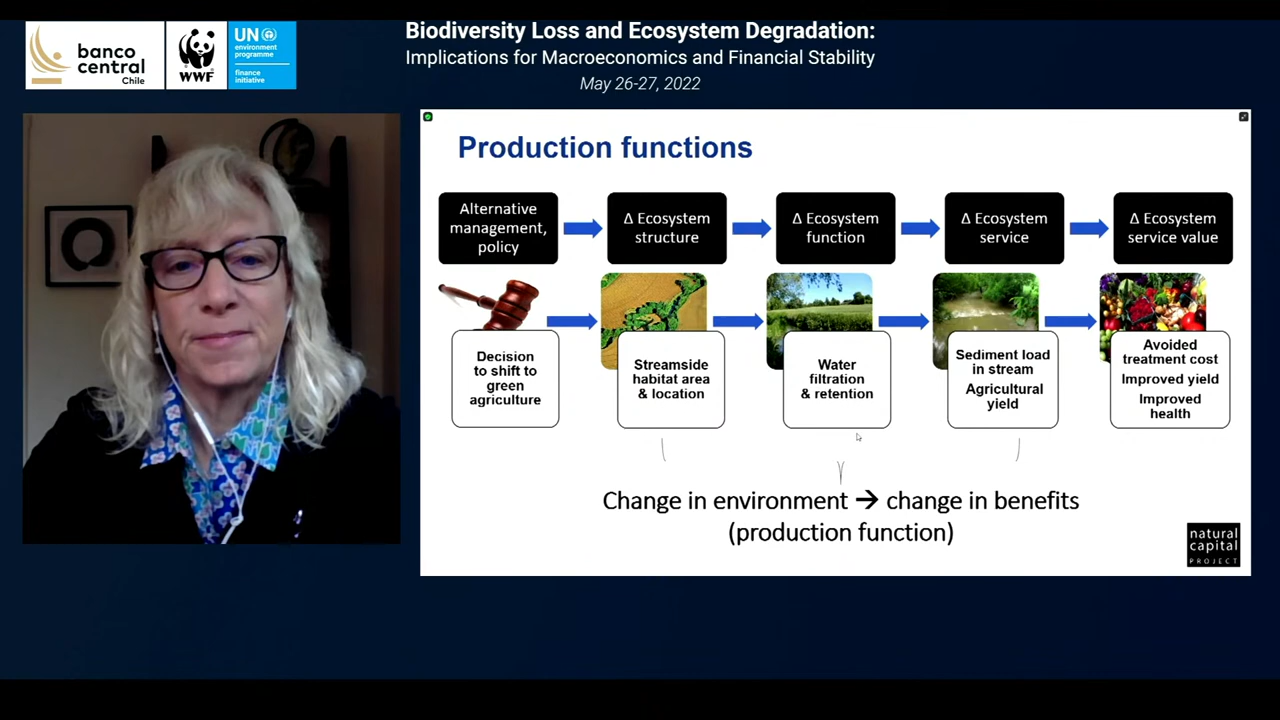 banco
central
Chile
WWF
UN
environment
programme
finance
initiative
Biodiversity Loss and Ecosystem Degradation:
Implications for Macroeconomics and Financial Stability
May 26-27, 2022
Production functions
Alternative
management,
policy
Δ Ecosystem
structure
Δ Ecosystem
function
Δ Ecosystem
service
Δ Ecosystem
service value
Decision
to shift to
green
agriculture
Streamside
habitat area
& location
Water
filtration
& retention
Sediment load
in stream
Agricultural
yield
Avoided
treatment cost
Improved yield
Improved
health
Change in environment → change in benefits
(production function)
natural
capital
PROJECT